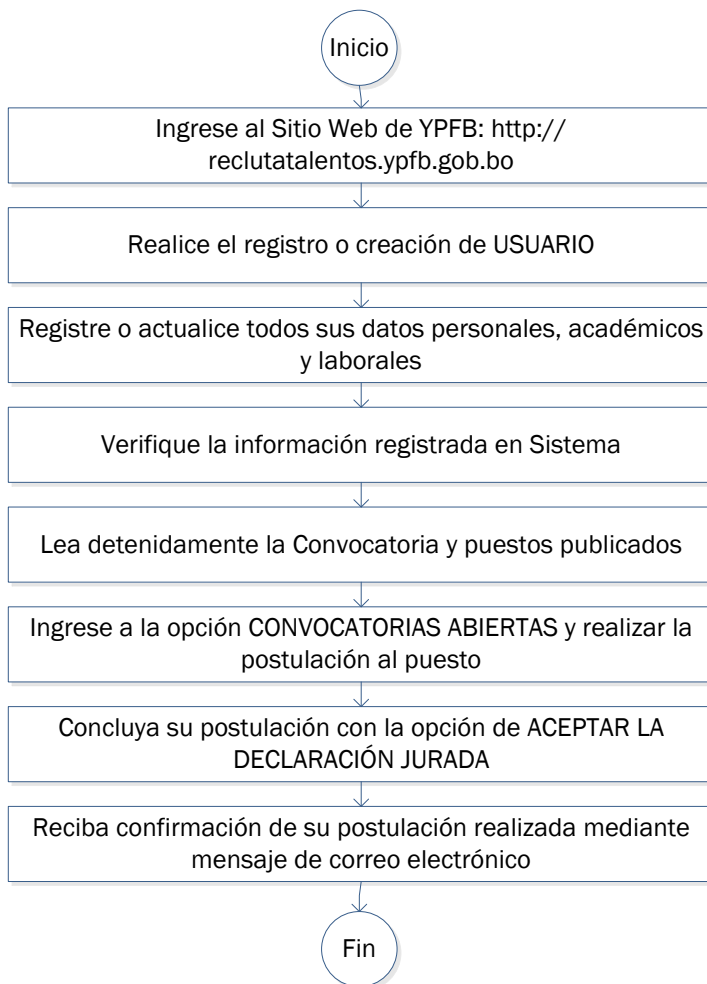 Inicio
Ingrese al Sitio Web de YPFB: http://
reclutatalentos.ypfb.gob.bo
Realice el registro o creación de USUARIO
Registre o actualice todos sus datos personales, académicos
y laborales
Verifique la información registrada en Sistema
Lea detenidamente la Convocatoria y puestos publicados
Ingrese a la opción CONVOCATORIAS ABIERTAS y realizar la
postulación al puesto
Concluya su postulación con la opción de ACEPTAR LA
DECLARACIÓN JURADA
Reciba confirmación de su postulación realizada mediante
mensaje de correo electrónico
Fin